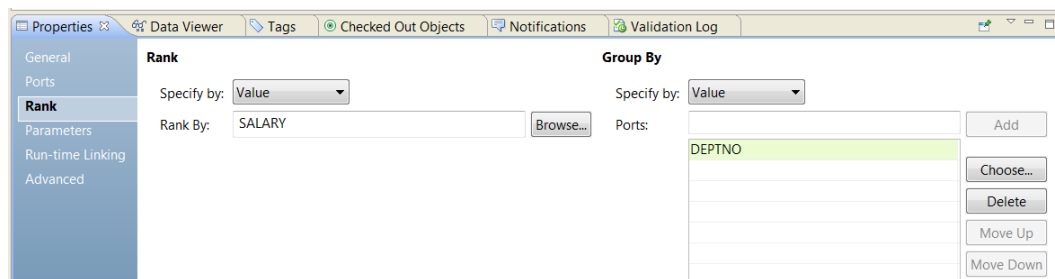 Properties Data Viewer Tags Checked Out Objects Notifications Validation Log
General
Ports
Rank
Parameters
Run-time Linking
Advanced
Rank
Specify by: Value
Rank By: SALARY Browse...
Group By
Specify by: Value
Ports: Add
DEPTNO
Choose...
Delete
Move Up
Move Down